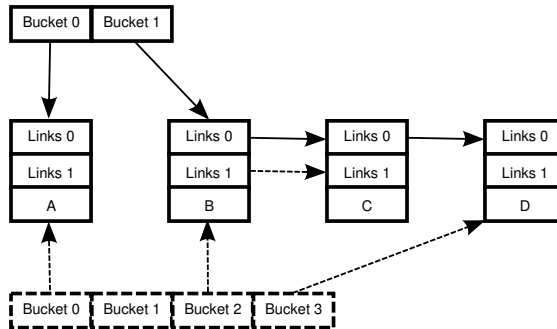 Bucket 0 Bucket 1
Links 0 Links 0 Links 0 Links 0
Links 1 Links 1 Links 1 Links 1
A B C D
Bucket 0 Bucket 1 Bucket 2 Bucket 3